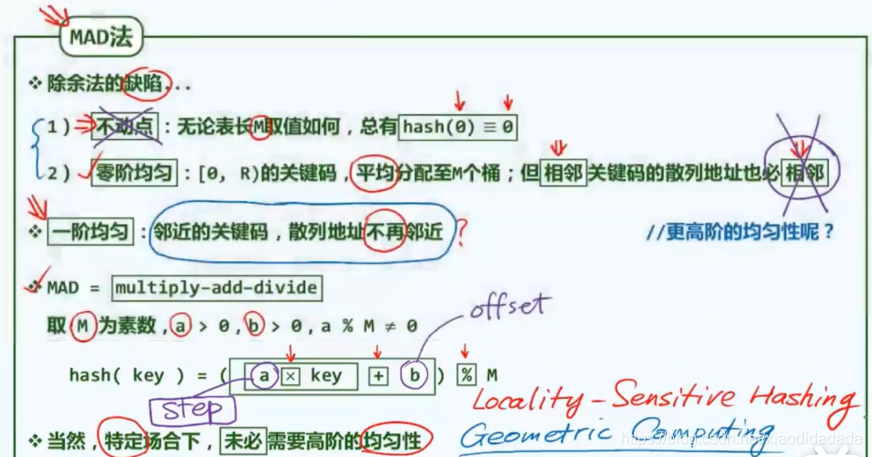 MAD法
❖ 除余法的缺陷...
1) 不动点：无论表长M取值如何，总有 hash(0) ≡ 0
2) 零阶均匀：[0, R)的关键码，平均分配至M个桶；但相邻关键码的散列地址也必相邻
❖ 一阶均匀：邻近的关键码，散列地址不再邻近 ? //更高阶的均匀性呢？
❖ MAD = multiply-add-divide
offset
取 M 为素数，a > 0，b > 0，a % M ≠ 0
hash( key ) = ( a × key + b ) % M
step
Locality-Sensitive Hashing
❖ 当然，特定场合下，未必需要高阶的均匀性
Geometric Computing